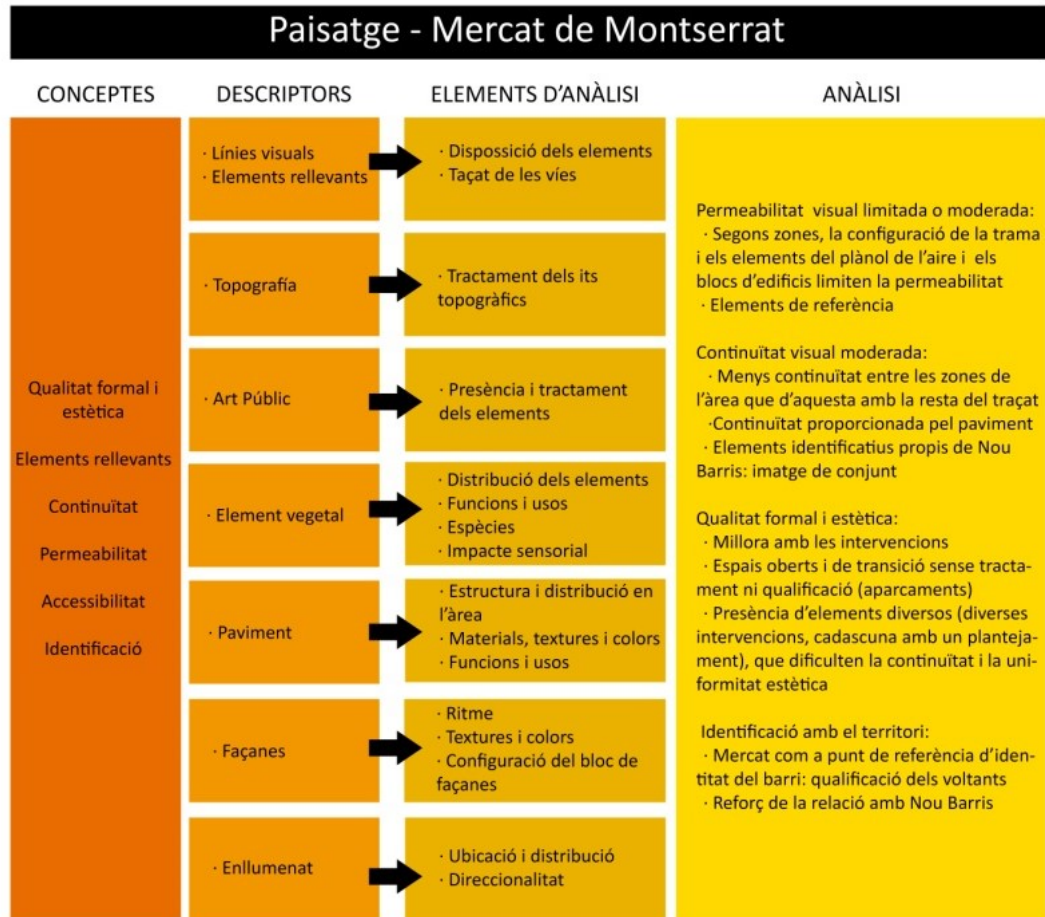 Paisatge - Mercat de Montserrat
CONCEPTES
DESCRIPTORS
ELEMENTS D'ANÀLISI
ANÀLISI
Qualitat formal i
estètica
Elements rellevants
Continuïtat
Permeabilitat
Accessibilitat
Identificació
· Línies visuals
· Elements rellevants
· Dispossició dels elements
· Taçat de les víes
· Topografía
· Tractament dels its
topogràfics
· Art Públic
· Presència i tractament
dels elements
· Element vegetal
· Distribució dels elements
· Funcions i usos
· Espècies
· Impacte sensorial
· Paviment
· Estructura i distribució en
l'àrea
· Materials, textures i colors
· Funcions i usos
· Façanes
· Ritme
· Textures i colors
· Configuració del bloc de
façanes
· Enllumenat
· Ubicació i distribució
· Direccionalitat
Permeabilitat visual limitada o moderada:
· Segons zones, la configuració de la trama
i els elements del plànol de l'aire i els
blocs d'edificis limiten la permeabilitat
· Elements de referència
Continuïtat visual moderada:
· Menys continuïtat entre les zones de
l'àrea que d'aquesta amb la resta del traçat
·Continuïtat proporcionada pel paviment
· Elements identificatius propis de Nou
Barris: imatge de conjunt
Qualitat formal i estètica:
· Millora amb les intervencions
· Espais oberts i de transició sense tracta-
ment ni qualificació (aparcaments)
· Presència d'elements diversos (diverses
intervencions, cadascuna amb un planteja-
ment), que dificulten la continuïtat i la uni-
formitat estètica
Identificació amb el territori:
· Mercat com a punt de referència d'iden-
titat del barri: qualificació dels voltants
· Reforç de la relació amb Nou Barris